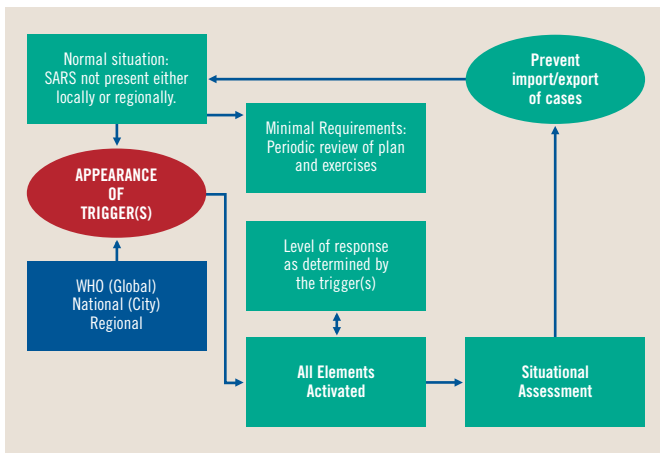 Normal situation:
SARS not present either
locally or regionally.
Prevent
import/export
of cases
Minimal Requirements:
Periodic review of plan
and exercises
APPEARANCE
OF
TRIGGER(S)
Level of response
as determined by
the trigger(s)
WHO (Global)
National (City)
Regional
All Elements
Activated
Situational
Assessment